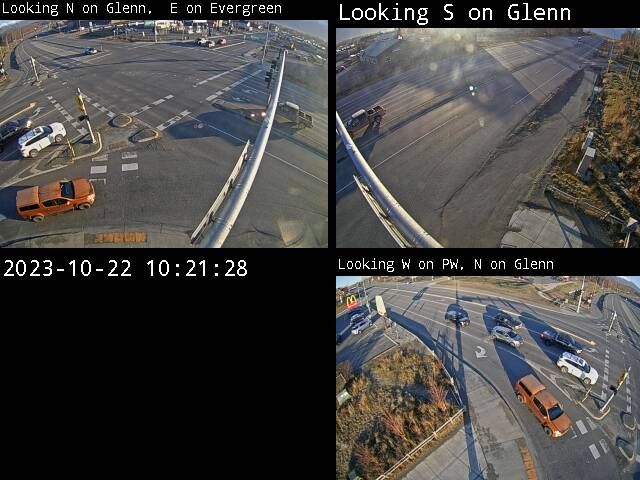 Looking N on Glenn,  E on Evergreen
Looking S on Glenn
2023-10-22 10:21:28
Looking W on PW, N on Glenn